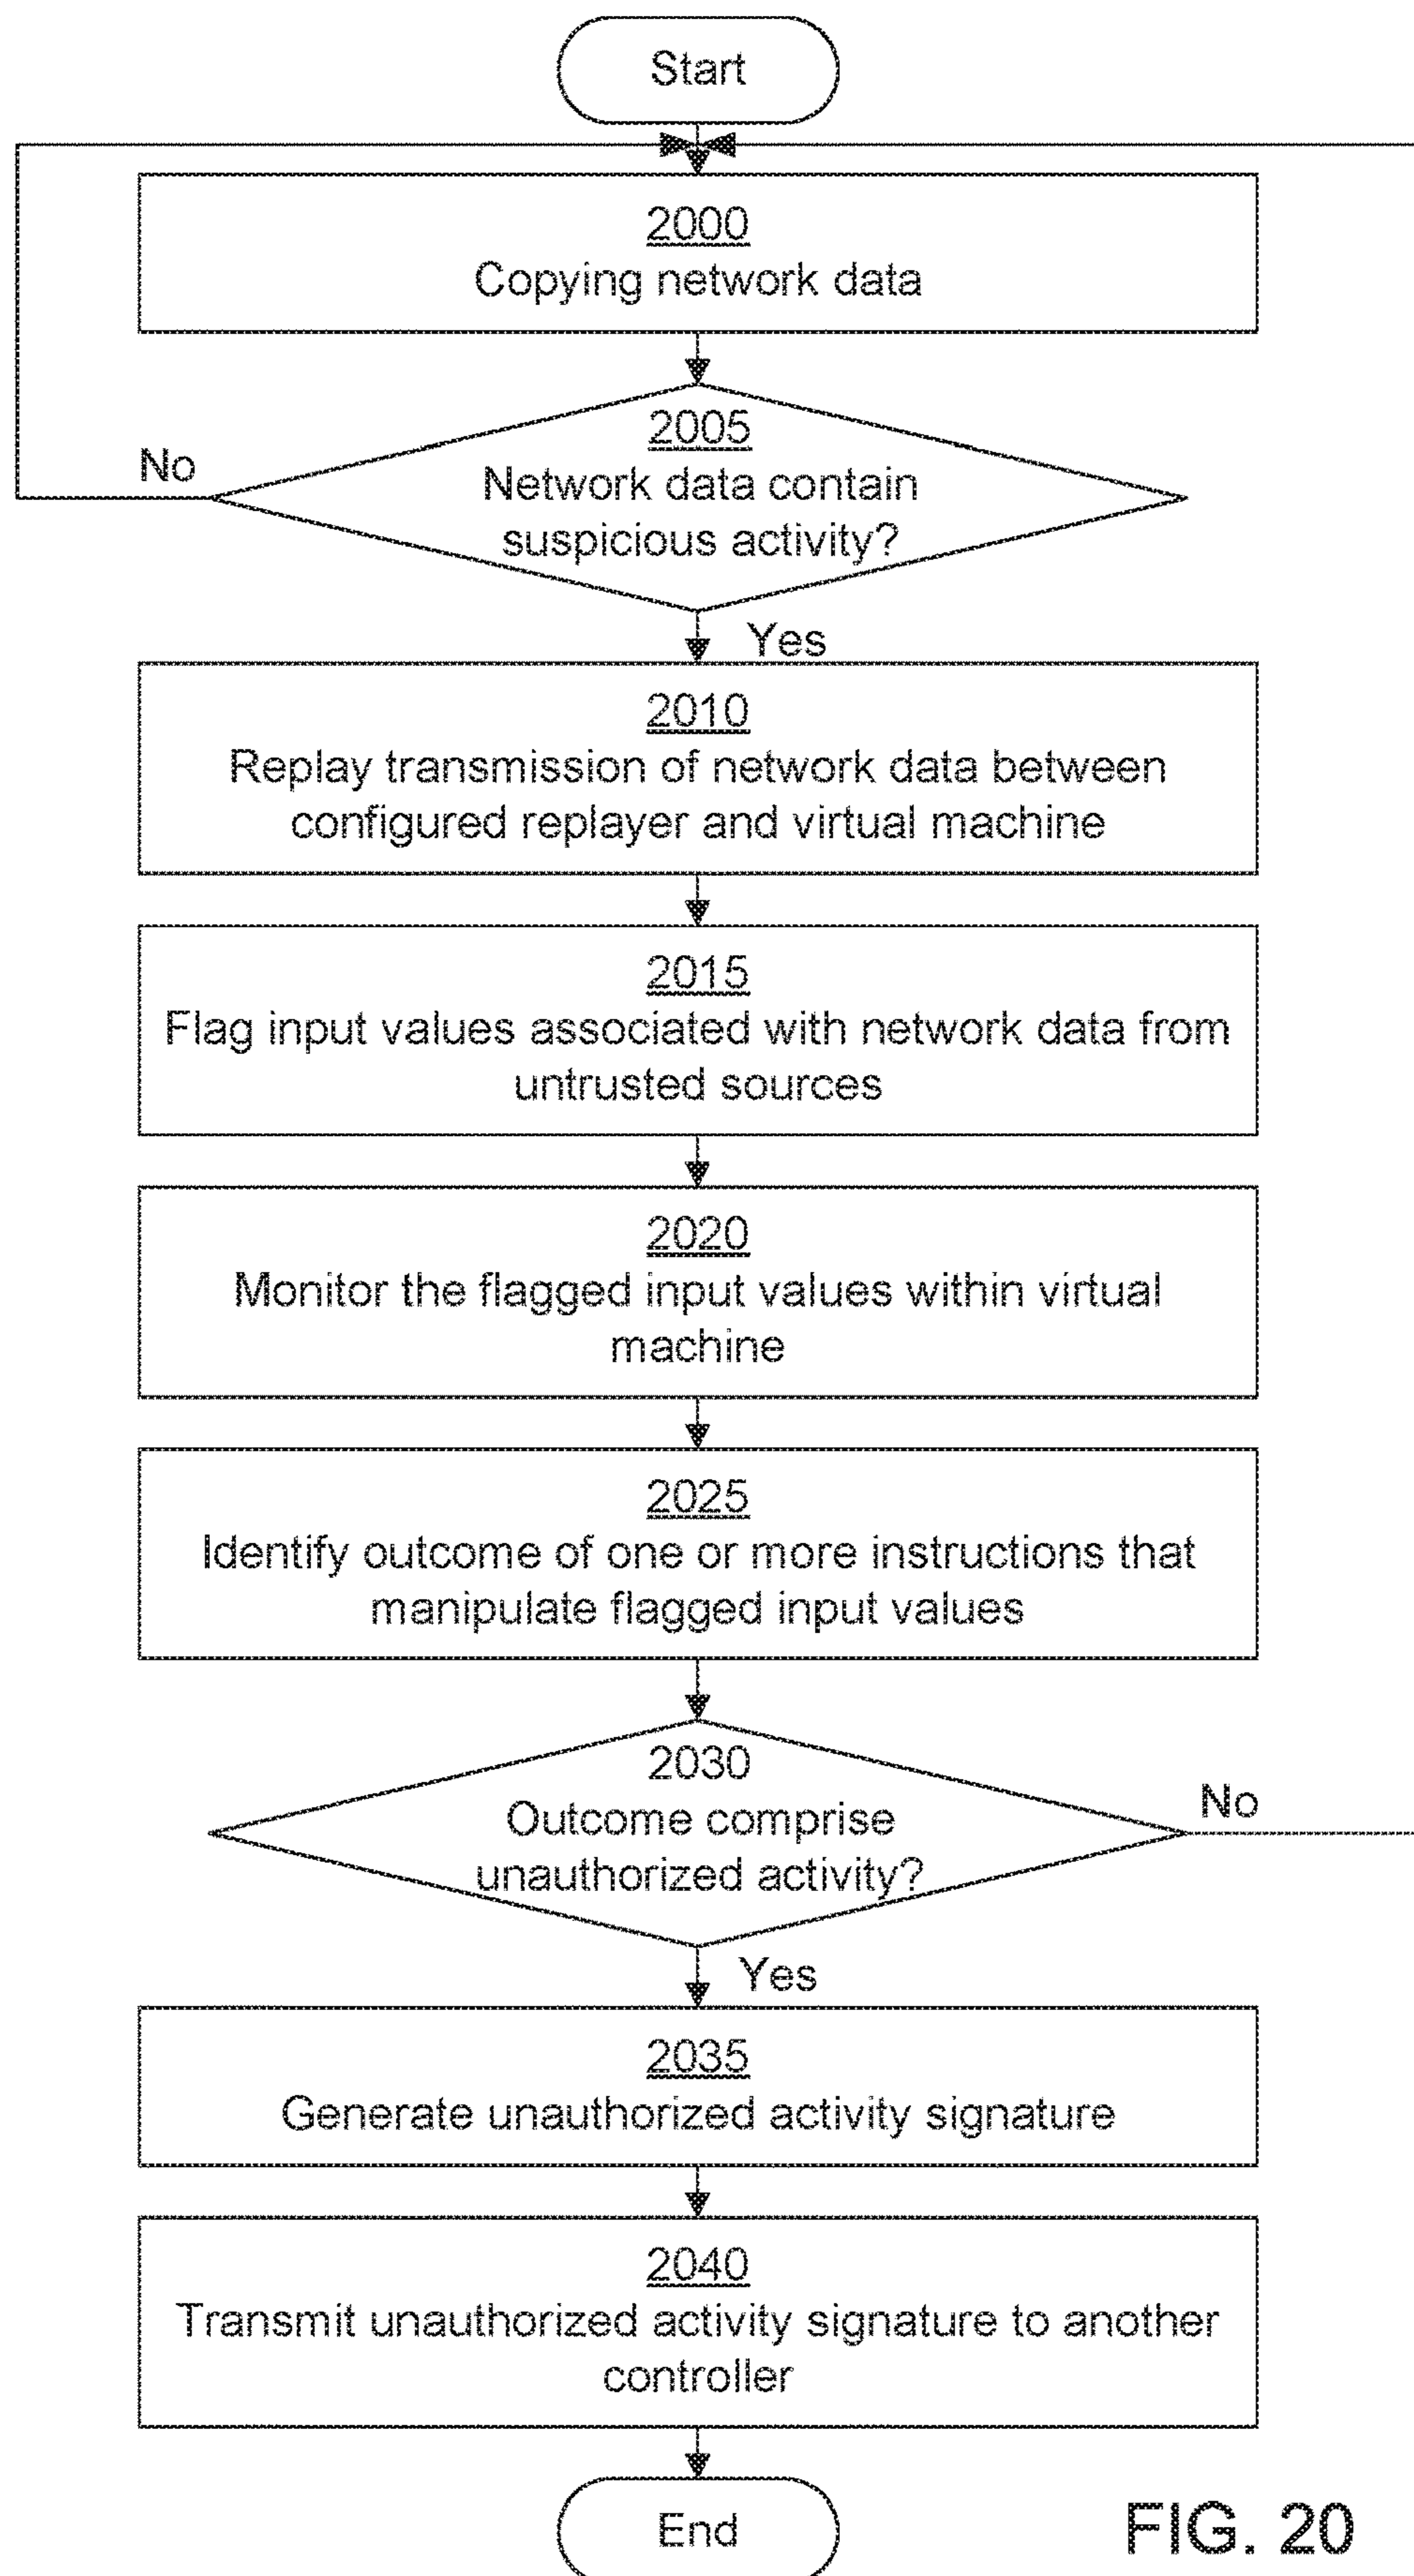 Start
2000
Copying network data
2005
Network data contain
suspicious activity?
No
Yes
2010
Replay transmission of network data between
configured replayer and virtual machine
2015
Flag input values associated with network data from
untrusted sources
2020
Monitor the flagged input values within virtual
machine
2025
Identify outcome of one or more instructions that
manipulate flagged input values
2030
Outcome comprise
unauthorized activity?
No
Yes
2035
Generate unauthorized activity signature
2040
Transmit unauthorized activity signature to another
controller
End
FIG. 20